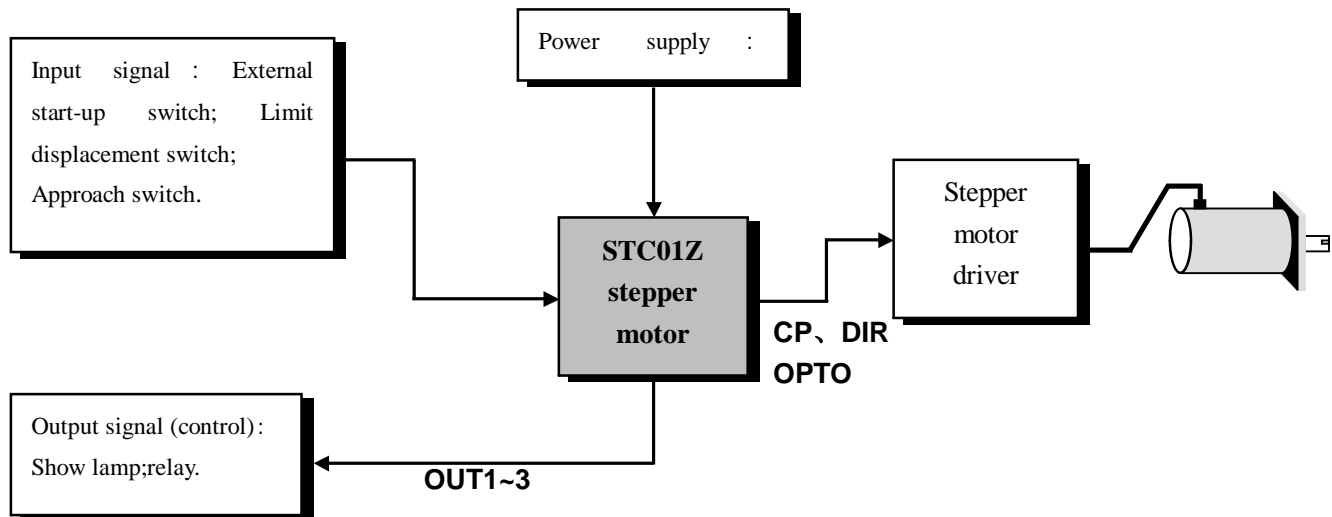 Input signal： External
start-up switch; Limit
displacement switch;
Approach switch.
Power supply :
STC01Z
stepper
motor
Stepper
motor
driver
CP、DIR
OPTO
Output signal (control):
Show lamp;relay.
OUT1~3